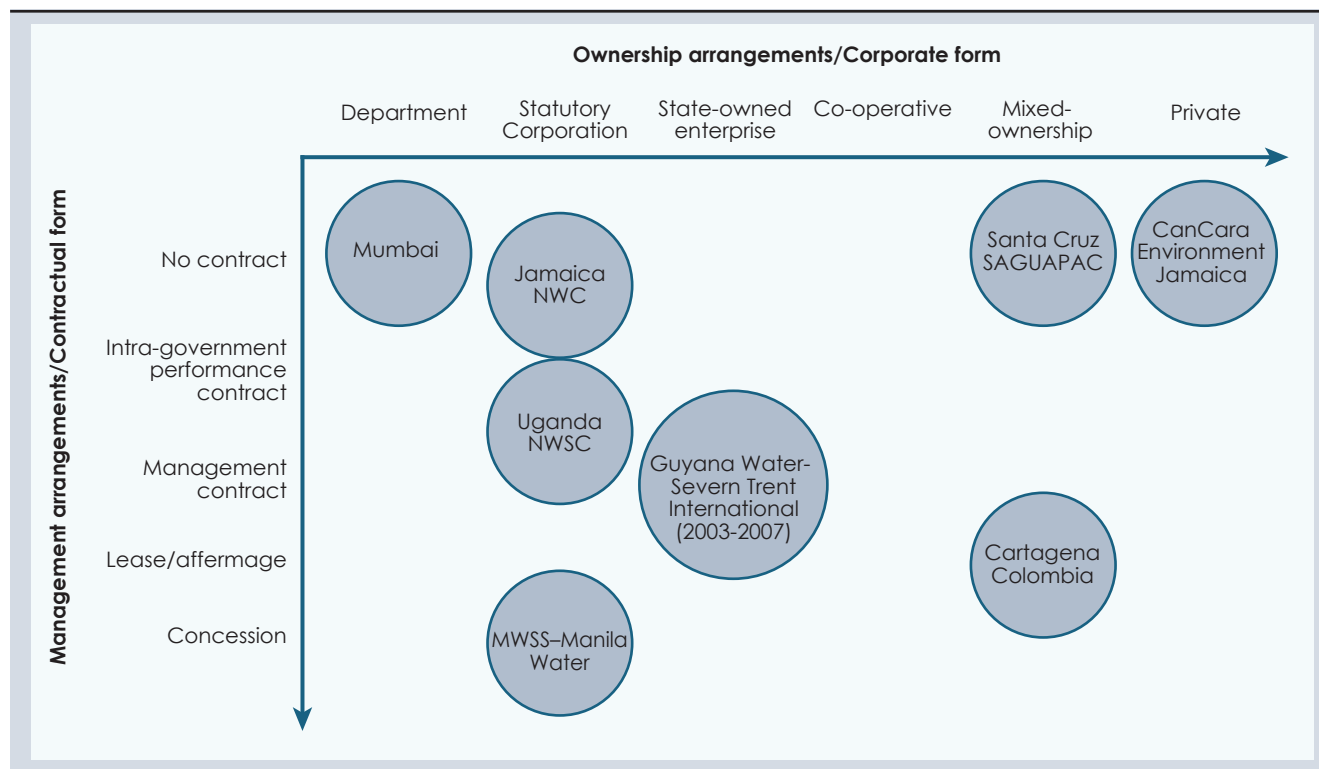 Ownership arrangements/Corporate form
Department
Statutory
Corporation
State-owned
enterprise
Co-operative
Mixed-
ownership
Private
Management arrangements/Contractual form
No contract
Intra-government
performance
contract
Management
contract
Lease/affermage
Concession
Mumbai
Jamaica
NWC
Santa Cruz
SAGUAPAC
CanCara
Environment
Jamaica
Uganda
NWSC
Guyana Water-
Severn Trent
International
(2003-2007)
Cartagena
Colombia
MWSS–Manila
Water